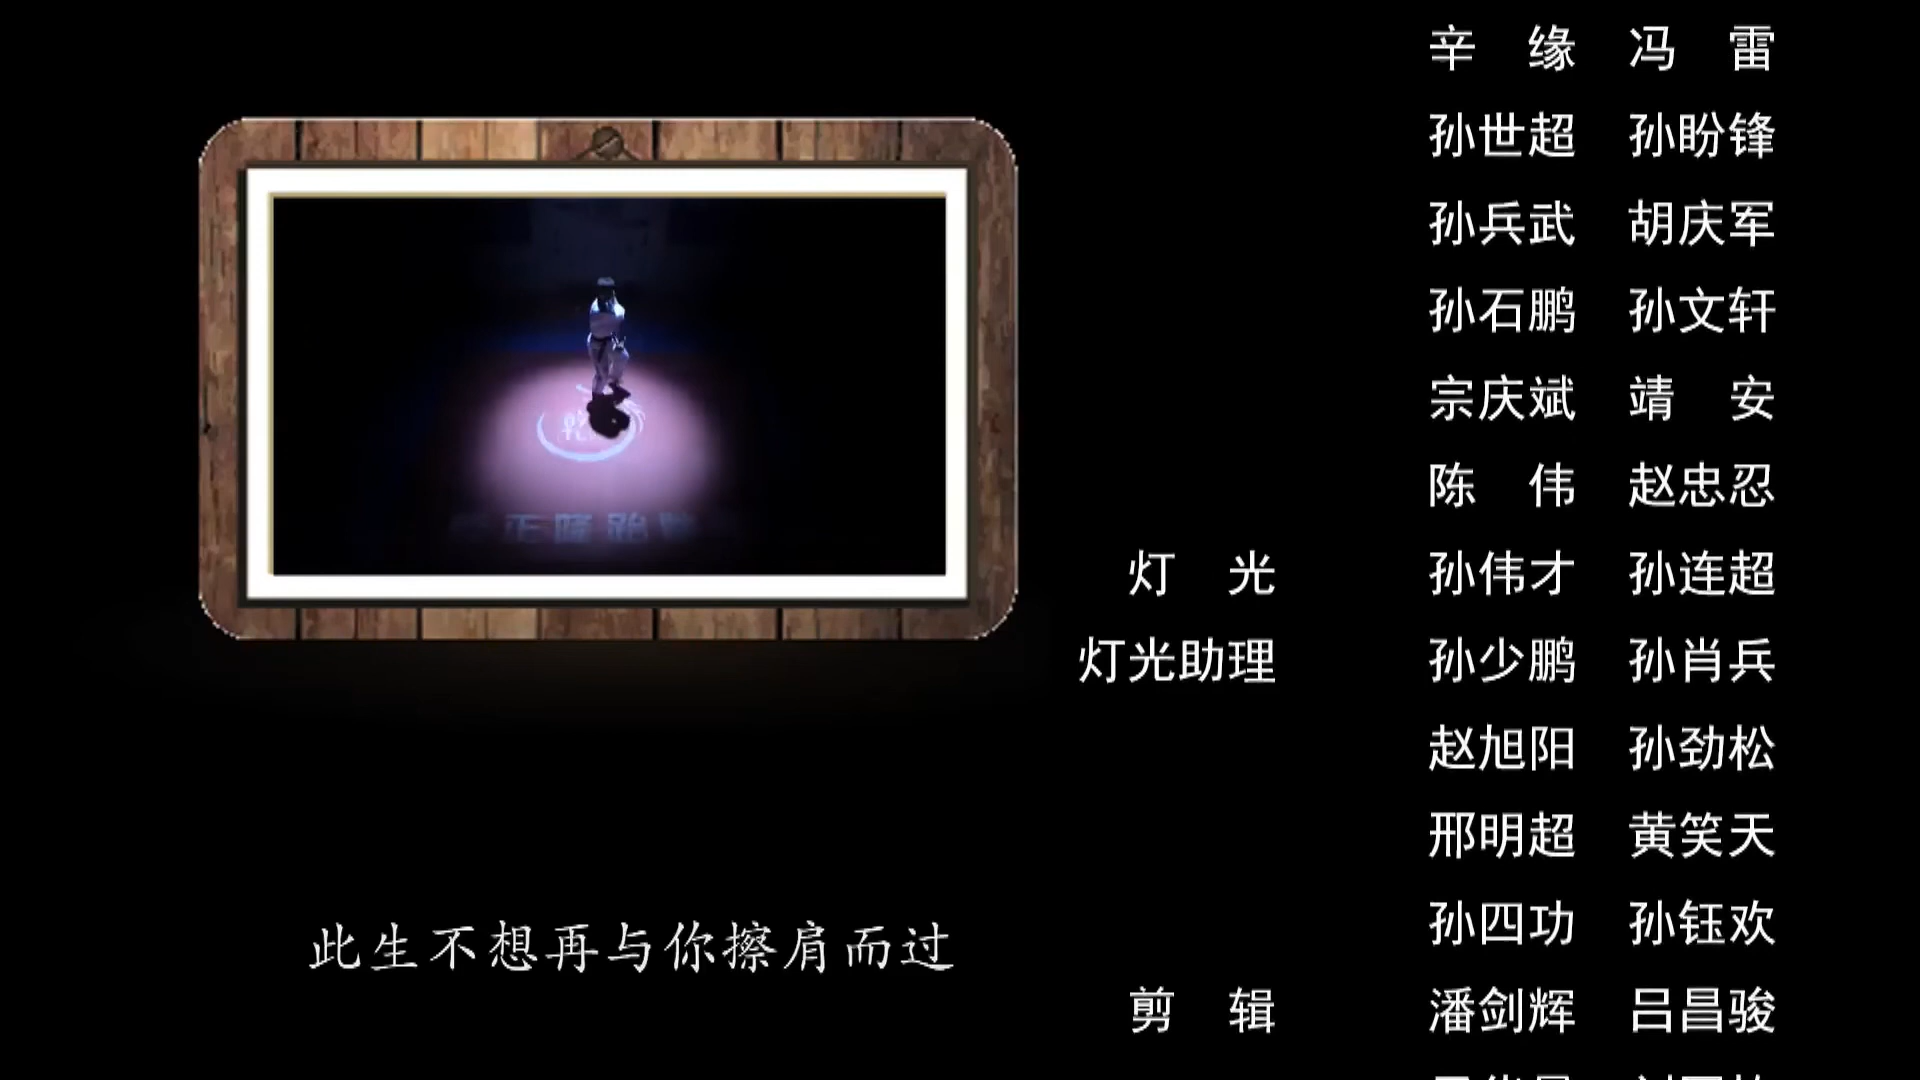 辛　缘　冯　雷
孙世超　孙盼锋
孙兵武　胡庆军
孙石鹏　孙文轩
宗庆斌　靖　安
陈　伟　赵忠忍
灯　光　孙伟才　孙连超
灯光助理　孙少鹏　孙肖兵
赵旭阳　孙劲松
邢明超　黄笑天
孙四功　孙钰欢
此生不想再与你擦肩而过
剪　辑　潘剑辉　吕昌骏